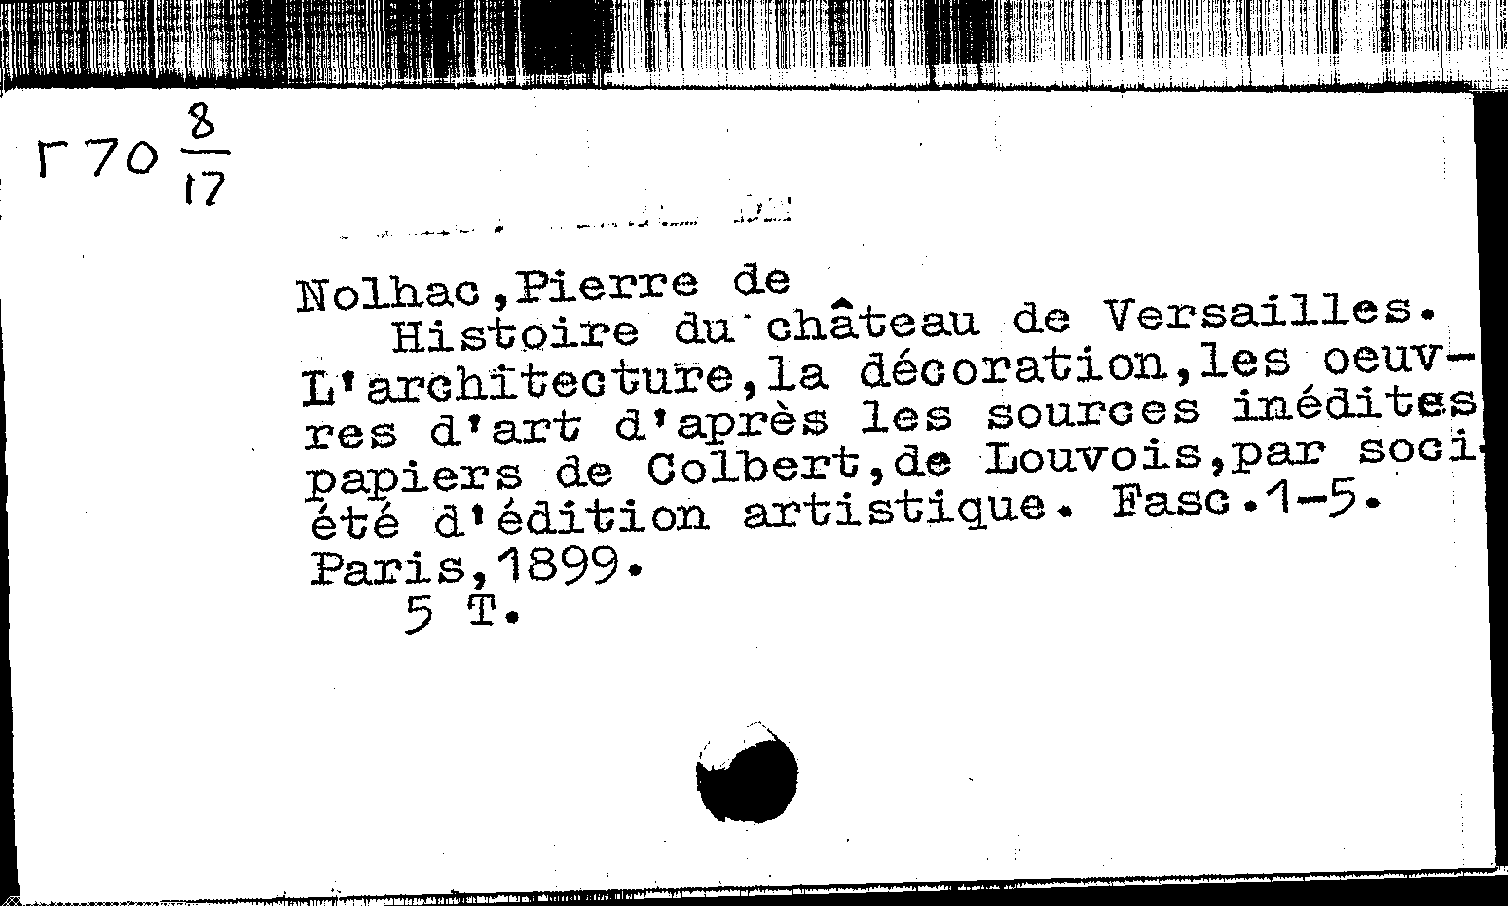 Г 70 8/17
Nolhac,Pierre de
Histoire du château de Versailles.
L'architecture,la décoration,les oeuv-
res d'art d'après les sources inédites
papiers de Colbert,de Louvois,par soci-
été d'édition artistique. Fasc.1-5.
Paris,1899.
5 T.